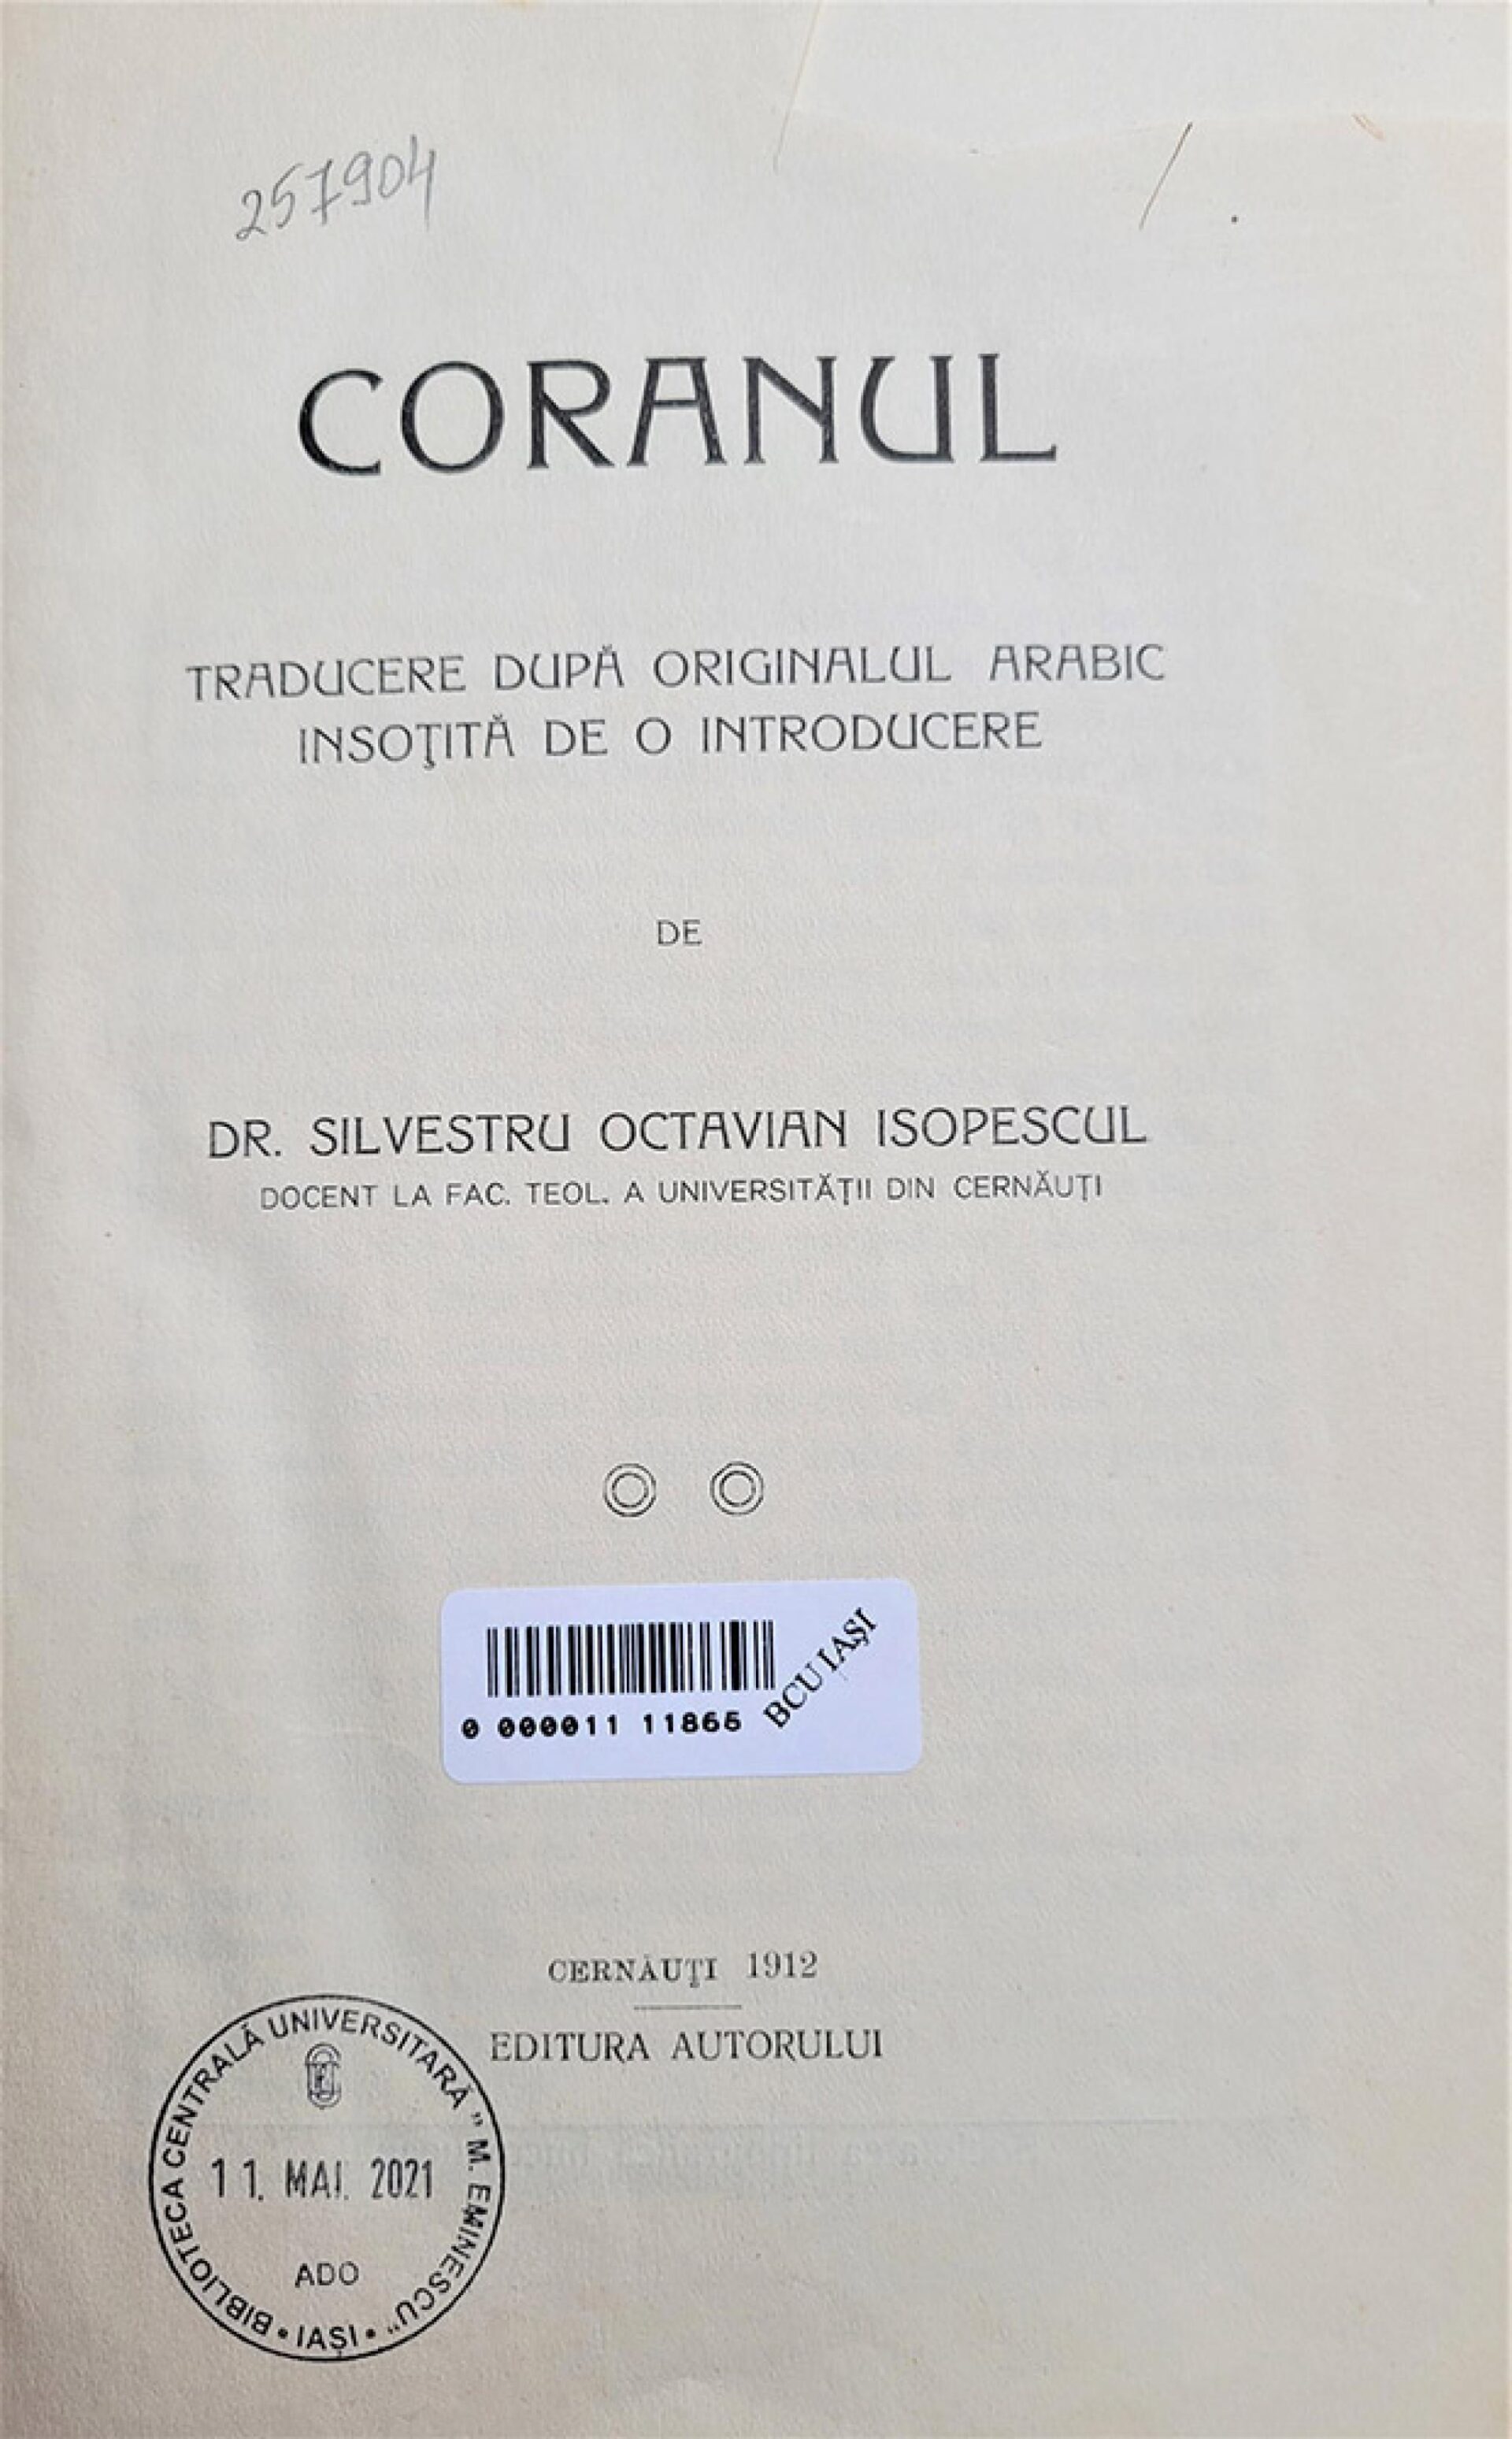 257904
CORANUL
TRADUCERE DUPĂ ORIGINALUL ARABIC
INSOŢITĂ DE O INTRODUCERE
DE
DR. SILVESTRU OCTAVIAN ISOPESCUL
DOCENT LA FAC. TEOL. A UNIVERSITĂŢII DIN CERNĂUŢI
0 000011 11865
BCU IAŞI
CERNĂUŢI 1912
EDITURA AUTORULUI
BIBLIOTECA CENTRALĂ UNIVERSITARĂ "M. EMINESCU"
11. MAI. 2021
ADO
• IAŞI •